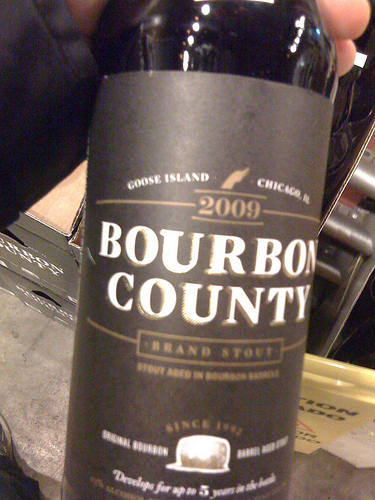 GOOSE ISLAND CHICAGO, IL
2009
BOURBON
COUNTY
BRAND STOUT
STOUT AGED IN BOURBON BARRELS
SINCE 1992
ORIGINAL BOURBON BARREL AGED STOUT
Develops for up to 5 years in the bottle.